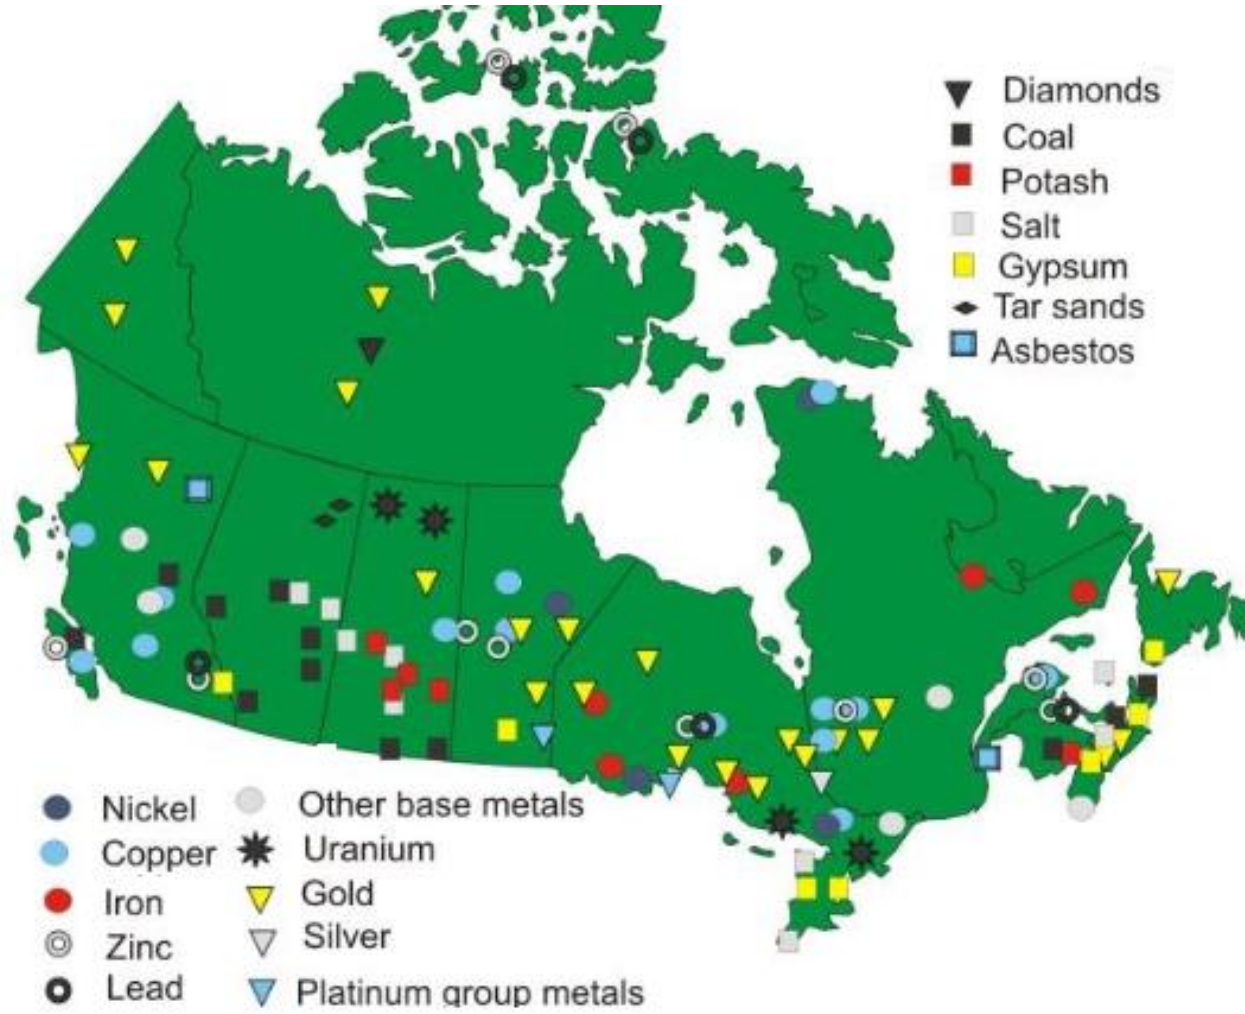 Diamonds
Coal
Potash
Salt
Gypsum
Tar sands
Asbestos
Nickel
Copper
Iron
Zinc
Lead
Other base metals
Uranium
Gold
Silver
Platinum group metals